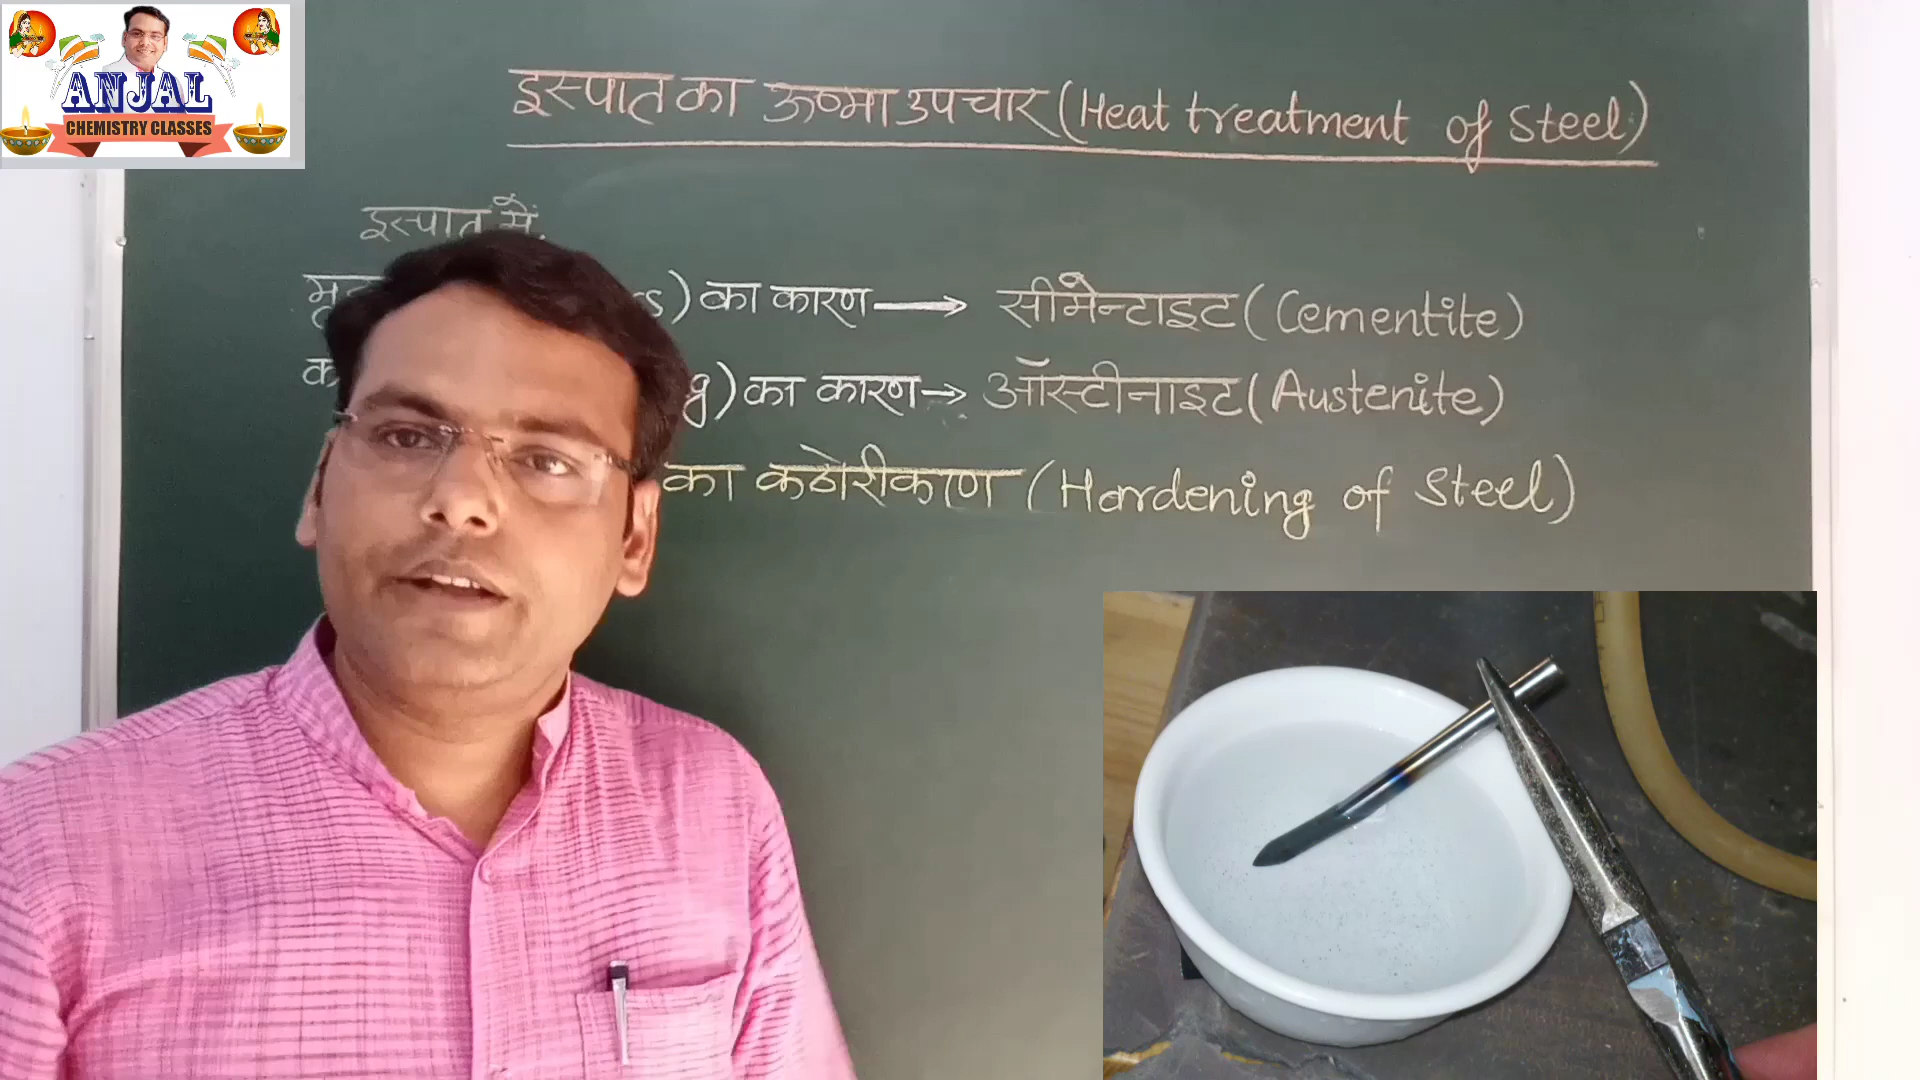 ANJAL
CHEMISTRY CLASSES
इस्पात का ऊष्मा उपचार (Heat treatment of Steel)
इस्पात में
का कारण → सीमेन्टाइट (Cementite)
का कारण → ऑस्टीनाइट (Austenite)
का कठोरीकरण (Hardening of Steel)